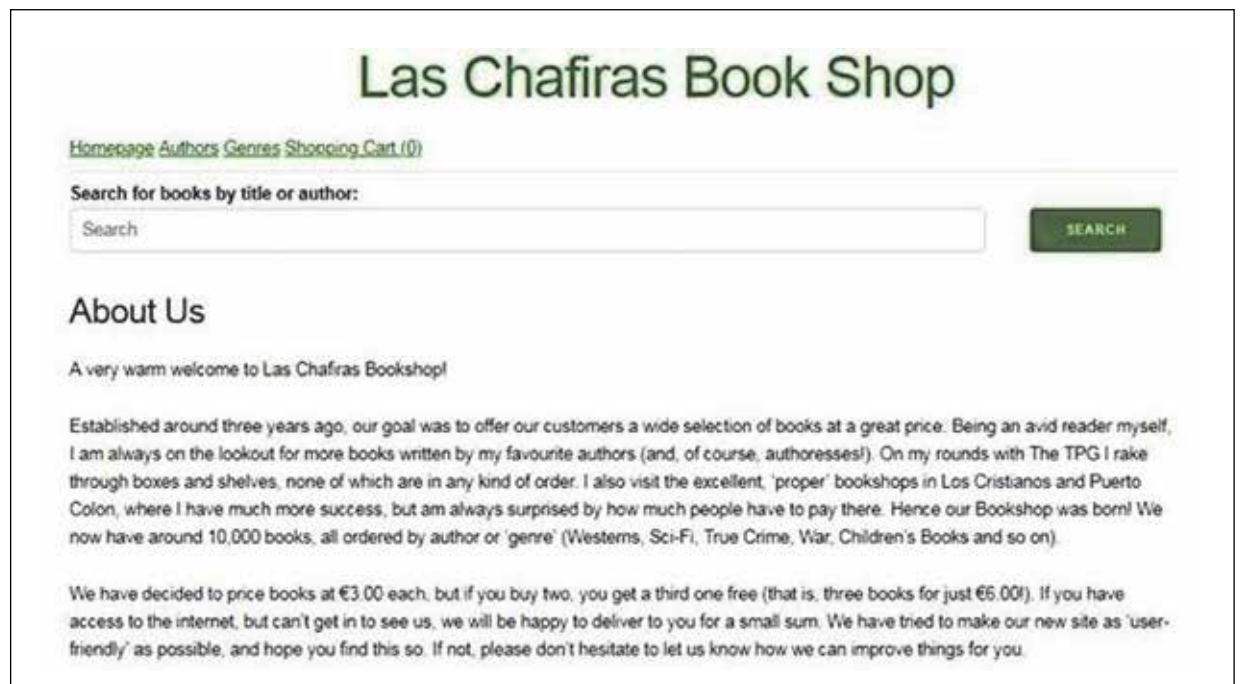 Las Chafiras Book Shop
Homepage Authors Genres Shopping Cart (0)
Search for books by title or author:
Search
SEARCH
About Us
A very warm welcome to Las Chafiras Bookshop!
Established around three years ago, our goal was to offer our customers a wide selection of books at a great price. Being an avid reader myself,
I am always on the lookout for more books written by my favourite authors (and, of course, authoresses!). On my rounds with The TPG I rake
through boxes and shelves, none of which are in any kind of order. I also visit the excellent, 'proper' bookshops in Los Cristianos and Puerto
Colon, where I have much more success, but am always surprised by how much people have to pay there. Hence our Bookshop was born! We
now have around 10,000 books, all ordered by author or 'genre' (Westerns, Sci-Fi, True Crime, War, Children's Books and so on).
We have decided to price books at €3.00 each, but if you buy two, you get a third one free (that is, three books for just €6.00!). If you have
access to the internet, but can't get in to see us, we will be happy to deliver to you for a small sum. We have tried to make our new site as 'user-
friendly' as possible, and hope you find this so. If not, please don't hesitate to let us know how we can improve things for you.